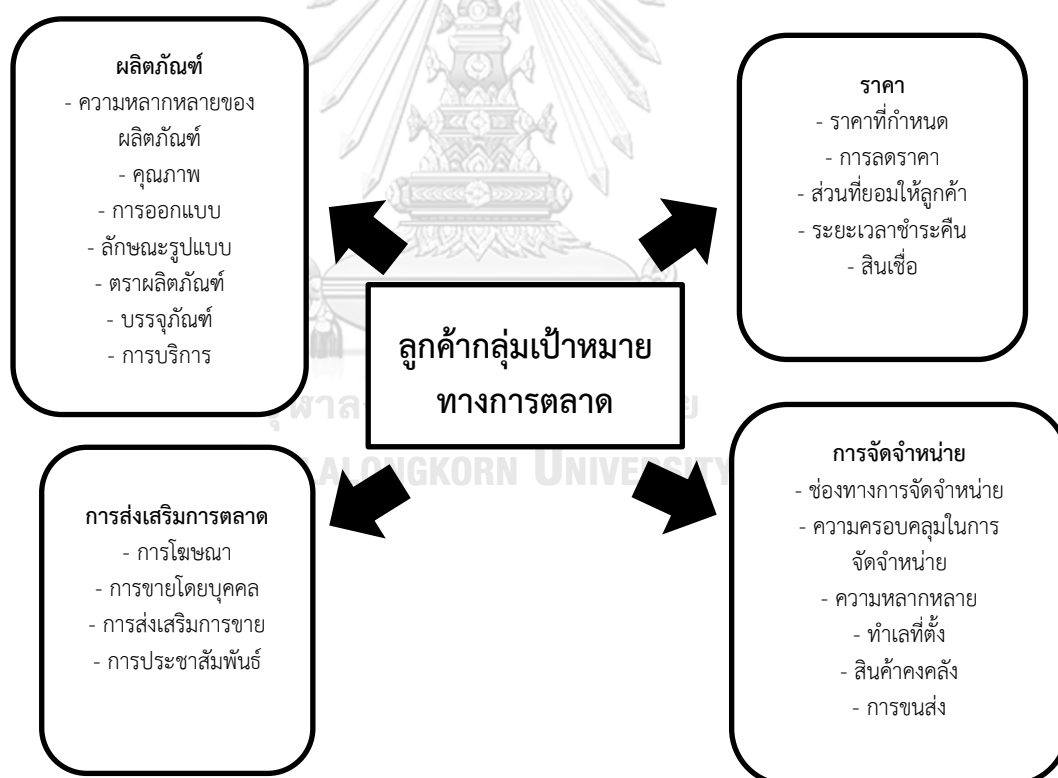 ผลิตภัณฑ์
- ความหลากหลายของ
ผลิตภัณฑ์
- คุณภาพ
- การออกแบบ
- ลักษณะรูปแบบ
- ตราผลิตภัณฑ์
- บรรจุภัณฑ์
- การบริการ
ราคา
- ราคาที่กำหนด
- การลดราคา
- ส่วนที่ยอมให้ลูกค้า
- ระยะเวลาชำระคืน
- สินเชื่อ
ลูกค้ากลุ่มเป้าหมาย
ทางการตลาด
ALONGKORN UNIVERSITY
การส่งเสริมการตลาด
- การโฆษณา
- การขายโดยบุคคล
- การส่งเสริมการขาย
- การประชาสัมพันธ์
การจัดจำหน่าย
- ช่องทางการจัดจำหน่าย
- ความครอบคลุมในการ
จัดจำหน่าย
- ความหลากหลาย
- ทำเลที่ตั้ง
- สินค้าคงคลัง
- การขนส่ง